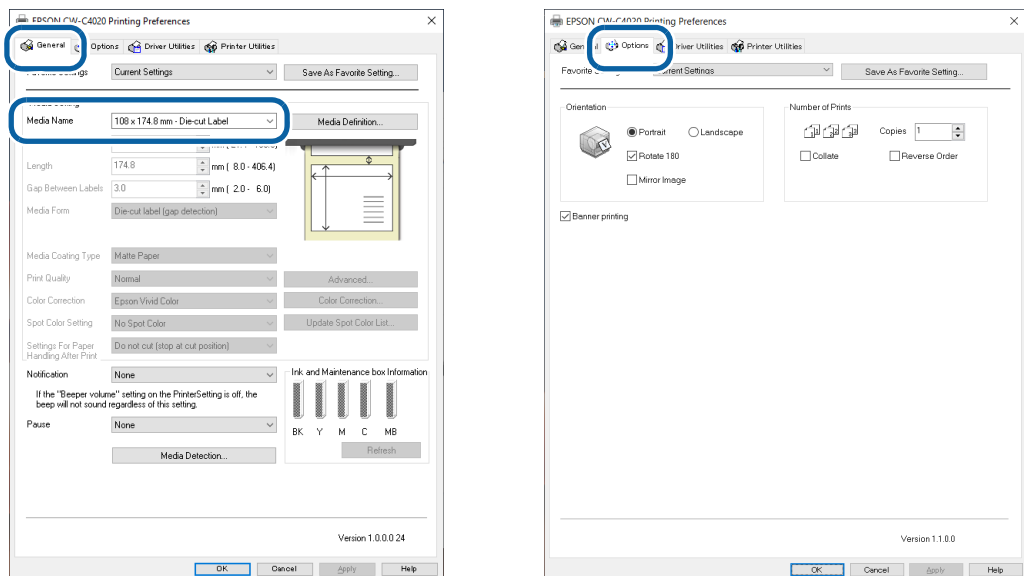 EPSON CW-C4020 Printing Preferences
General
Options
Driver Utilities
Printer Utilities
Current Settings
Save As Favorite Setting...
Media Name
108 x 174.8 mm - Die-cut Label
Media Definition...
Length
174.8
mm ( 8.0 - 406.4)
Gap Between Labels
3.0
mm ( 2.0 - 6.0)
Media Form
Die-cut label (gap detection)
Media Coating Type
Matte Paper
Print Quality
Normal
Advanced...
Color Correction
Epson Vivid Color
Color Correction...
Spot Color Setting
No Spot Color
Update Spot Color List...
Settings For Paper
Handling After Print
Do not cut (stop at cut position)
Notification
None
If the "Beeper volume" setting on the PrinterSetting is off, the
beep will not sound regardless of this setting.
Pause
None
Media Detection...
Ink and Maintenance box Information
BK Y M C MB
Refresh
Version 1.0.0.0 24
OK
Cancel
Apply
Help
EPSON CW-C4020 Printing Preferences
Options
Driver Utilities
Printer Utilities
Current Settings
Save As Favorite Setting...
Orientation
Portrait
Landscape
Rotate 180
Mirror Image
Number of Prints
Copies 1
Collate
Reverse Order
Banner printing
Version 1.1.0.0
OK
Cancel
Apply
Help